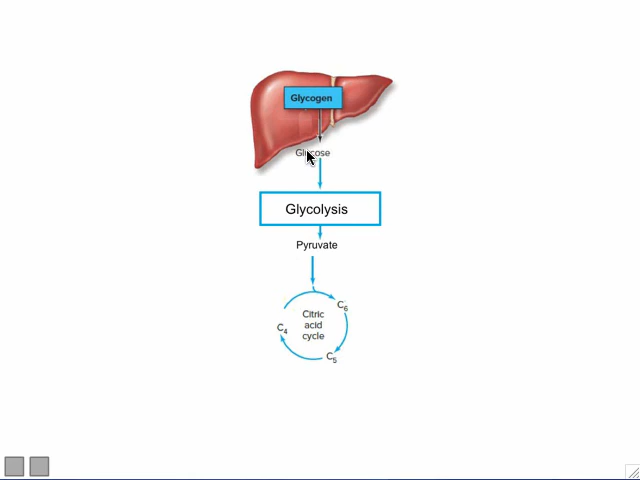 Glycogen
Glucose
Glycolysis
Pyruvate
C6
Citric
acid
cycle
C4
C5